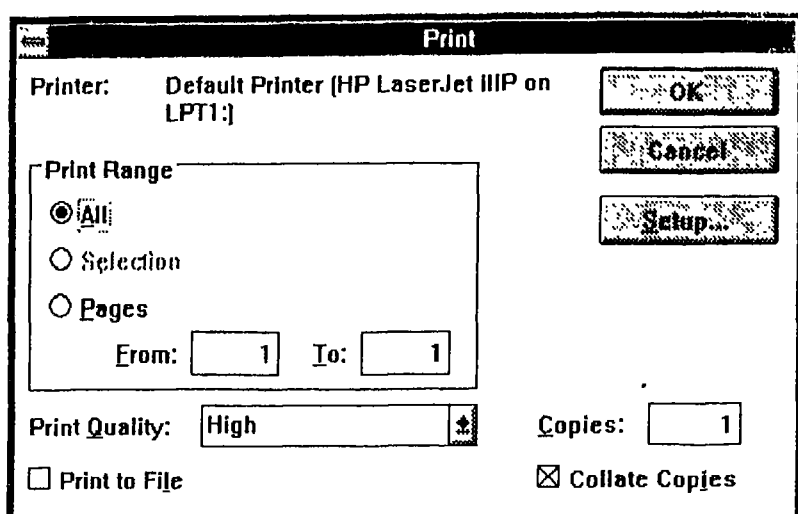 Print
Printer: Default Printer (HP LaserJet IIIP on
LPT1:)
OK
Cancel
Setup...
Print Range
All
Selection
Pages
From: 1 To: 1
Print Quality: High
Copies: 1
Print to File
Collate Copies